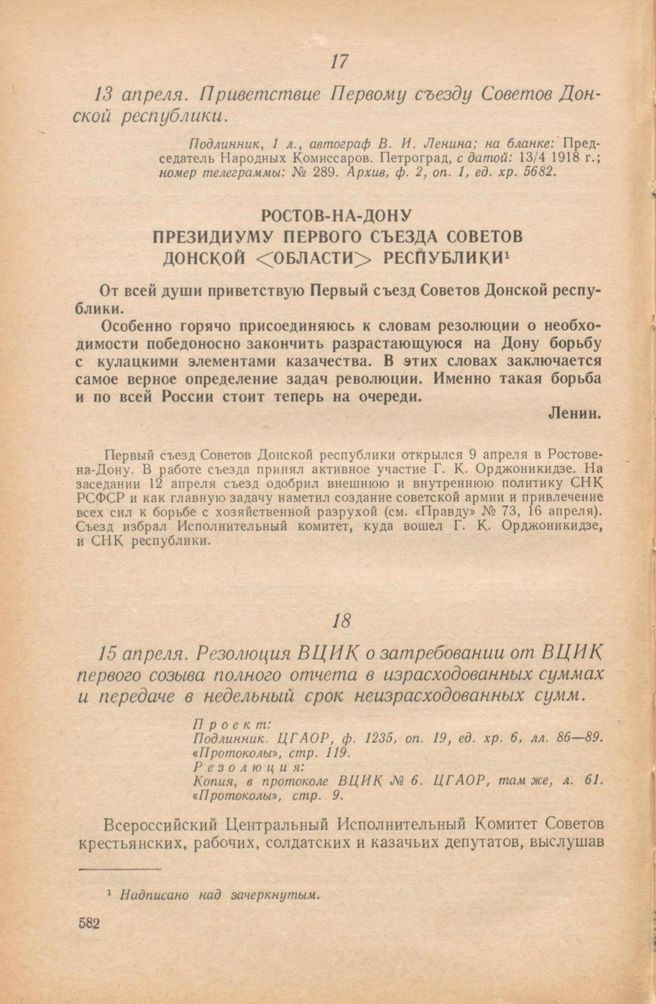 17
13 апреля. Приветствие Первому съезду Советов Дон-
ской республики.
Подлинник, 1 л., автограф В. И. Ленина; на бланке: Пред-
седатель Народных Комиссаров. Петроград, с датой: 13/4 1918 г.;
номер телеграммы: № 289. Архив, ф. 2, оп. 1, ед. хр. 5682.
РОСТОВ-НА-ДОНУ
ПРЕЗИДИУМУ ПЕРВОГО СЪЕЗДА СОВЕТОВ
ДОНСКОЙ <ОБЛАСТИ> РЕСПУБЛИКИ¹
От всей души приветствую Первый съезд Советов Донской респу-
блики.
Особенно горячо присоединяюсь к словам резолюции о необхо-
димости победоносно закончить разрастающуюся на Дону борьбу
с кулацкими элементами казачества. В этих словах заключается
самое верное определение задач революции. Именно такая борьба
и по всей России стоит теперь на очереди.
Ленин.
Первый съезд Советов Донской республики открылся 9 апреля в Ростове-
на-Дону. В работе съезда принял активное участие Г. К. Орджоникидзе. На
заседании 12 апреля съезд одобрил внешнюю и внутреннюю политику СНК
РСФСР и как главную задачу наметил создание советской армии и привлечение
всех сил к борьбе с хозяйственной разрухой (см. «Правду» № 73, 16 апреля).
Съезд избрал Исполнительный комитет, куда вошел Г. К. Орджоникидзе,
и СНК республики.
18
15 апреля. Резолюция ВЦИК о затребовании от ВЦИК
первого созыва полного отчета в израсходованных суммах
и передаче в недельный срок неизрасходованных сумм.
Проект:
Подлинник. ЦГАОР, ф. 1235, оп. 19, ед. хр. 6, лл. 86—89.
«Протоколы», стр. 119.
Резолюция:
Копия, в протоколе ВЦИК № 6. ЦГАОР, там же, л. 61.
«Протоколы», стр. 9.
Всероссийский Центральный Исполнительный Комитет Советов
крестьянских, рабочих, солдатских и казачьих депутатов, выслушав
¹ Надписано над зачеркнутым.
582